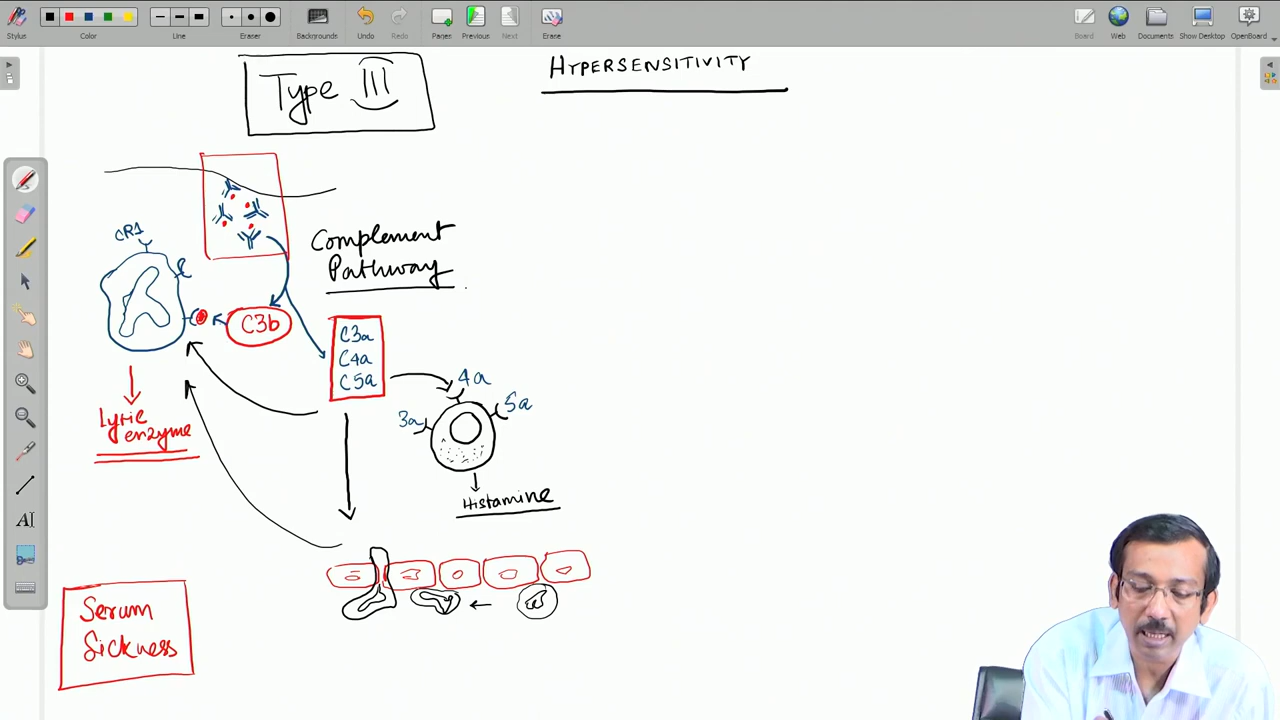 Stylus
Color
Line
Eraser
Backgrounds
Undo
Redo
Pages
Previous
Next
Erase
Board
Web
Documents
Show Desktop
OpenBoard
Type III
HYPERSENSITIVITY
CR1
Complement
Pathway
C3b
C3a
C4a
C5a
4a
5a
3a
Lytic
enzyme
Histamine
Serum
Sickness